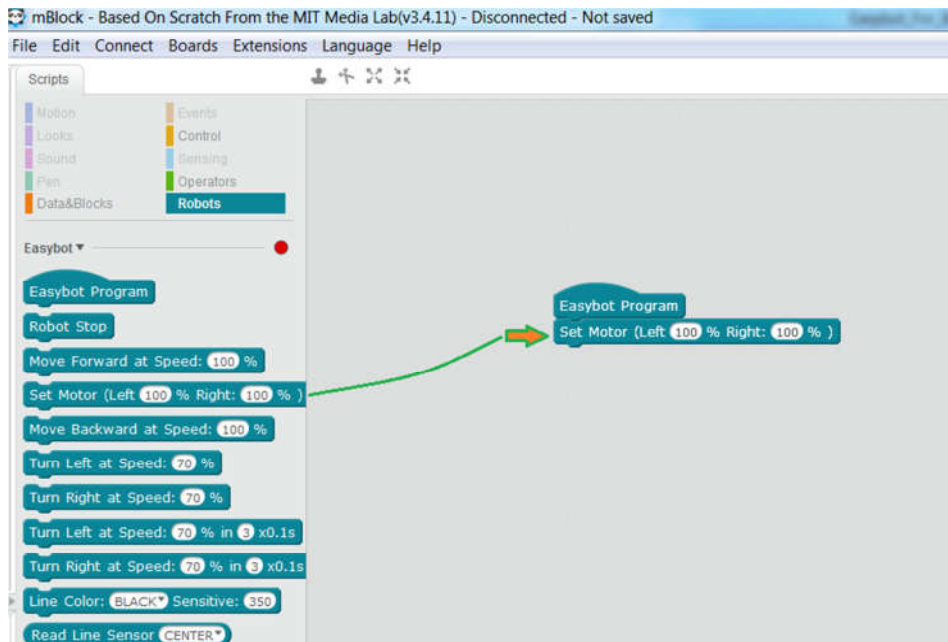 mBlock - Based On Scratch From the MIT Media Lab(v3.4.11) - Disconnected - Not saved
File Edit Connect Boards Extensions Language Help
Scripts
Motion Events
Looks Control
Sound Sensing
Pen Operators
Data&Blocks Robots
Easybot
Easybot Program
Robot Stop
Move Forward at Speed: 100 %
Set Motor (Left 100 % Right: 100 % )
Move Backward at Speed: 100 %
Turn Left at Speed: 70 %
Turn Right at Speed: 70 %
Turn Left at Speed: 70 % in 3 x0.1s
Turn Right at Speed: 70 % in 3 x0.1s
Line Color: BLACK Sensitive: 350
Read Line Sensor CENTER
Easybot Program
Set Motor (Left 100 % Right: 100 % )